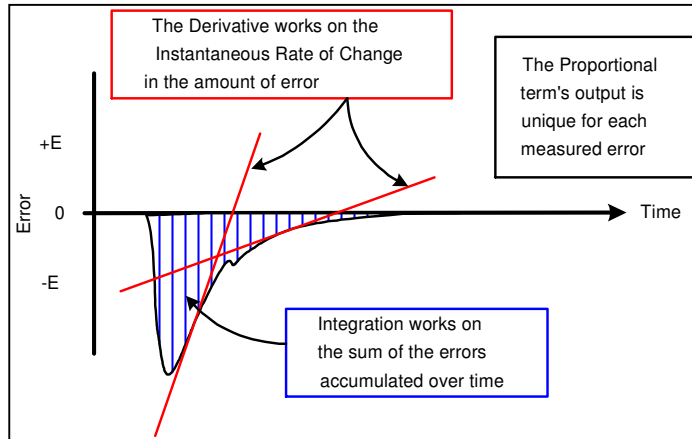 The Derivative works on the
Instantaneous Rate of Change
in the amount of error
The Proportional
term's output is
unique for each
measured error
+E
Error
0
Time
-E
Integration works on
the sum of the errors
accumulated over time